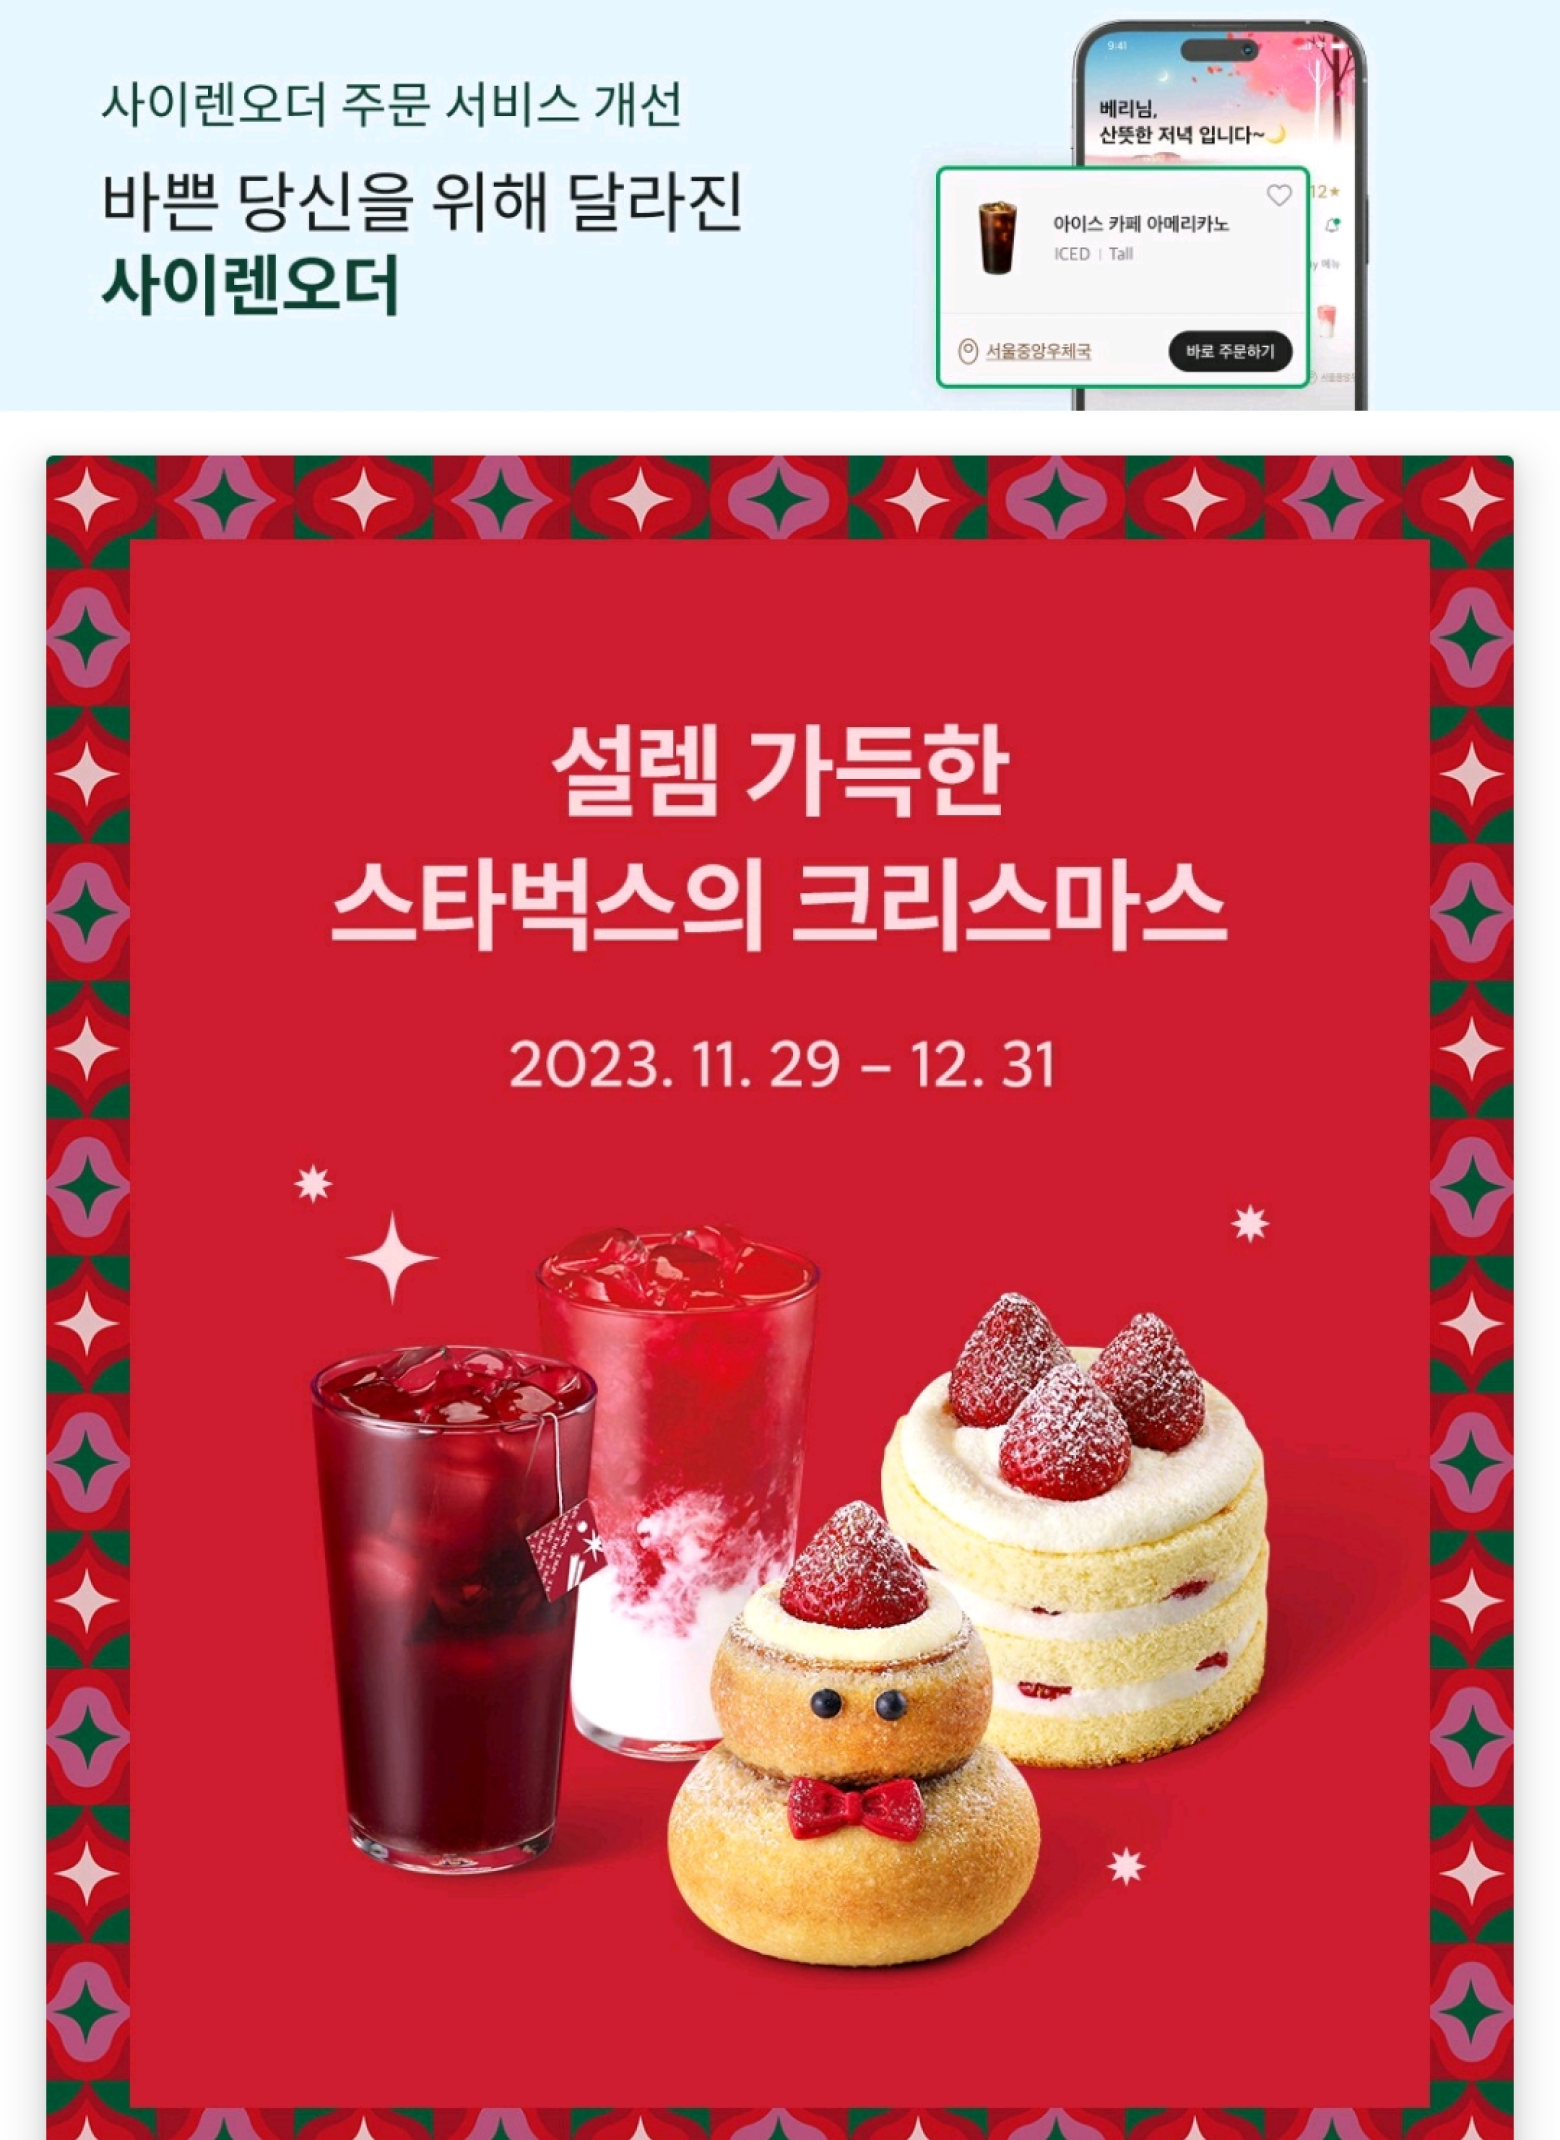 사이렌오더 주문 서비스 개선
바쁜 당신을 위해 달라진
사이렌오더
9:41
베리님,
산뜻한 저녁 입니다~🌙
12★
아이스 카페 아메리카노
ICED | Tall
서울중앙우체국
바로 주문하기
설렘 가득한
스타벅스의 크리스마스
2023. 11. 29 – 12. 31